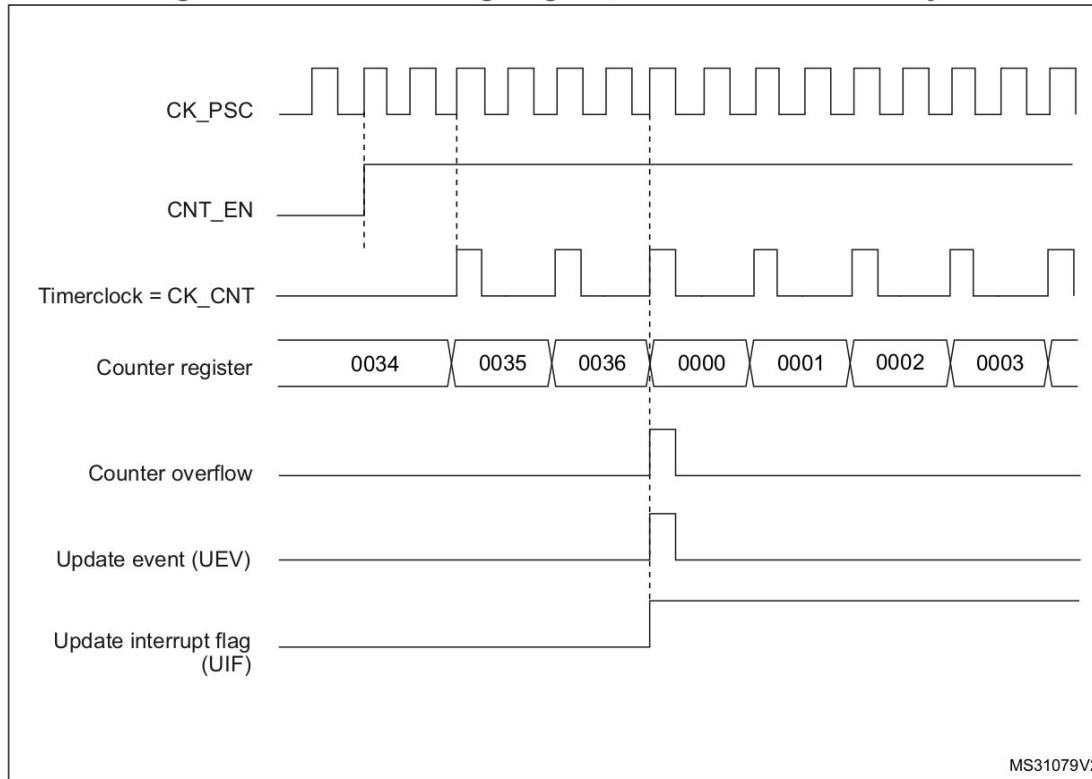 CK_PSC
CNT_EN
Timerclock = CK_CNT
Counter register
0034 0035 0036 0000 0001 0002 0003
Counter overflow
Update event (UEV)
Update interrupt flag
(UIF)